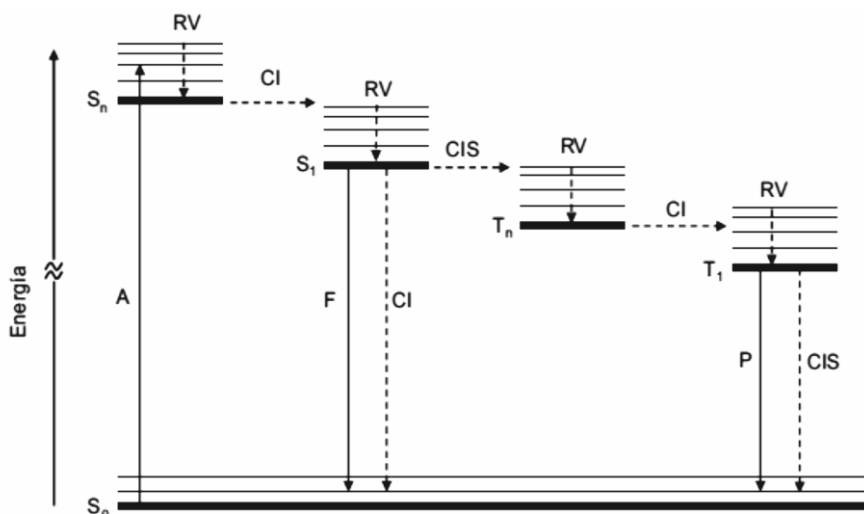 RV
CI
RV
Sn
CIS
RV
S1
CI
RV
Tn
T1
Energía
A
F
CI
P
CIS
S0